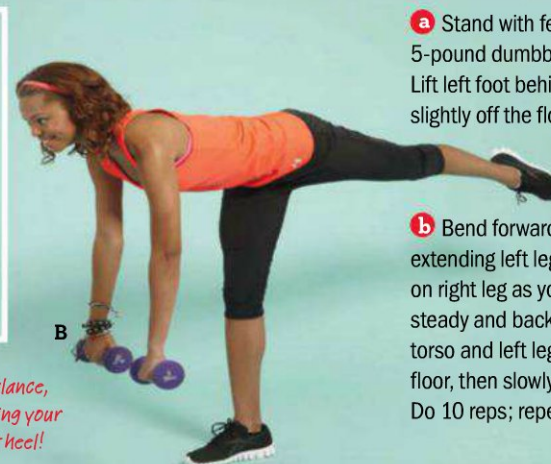 a Stand with fe
5-pound dumbb
Lift left foot behi
slightly off the flo
b Bend forward
extending left leg
on right leg as yo
steady and back
torso and left leg
floor, then slowly
Do 10 reps; repe
B
lance,
ing your
heel!